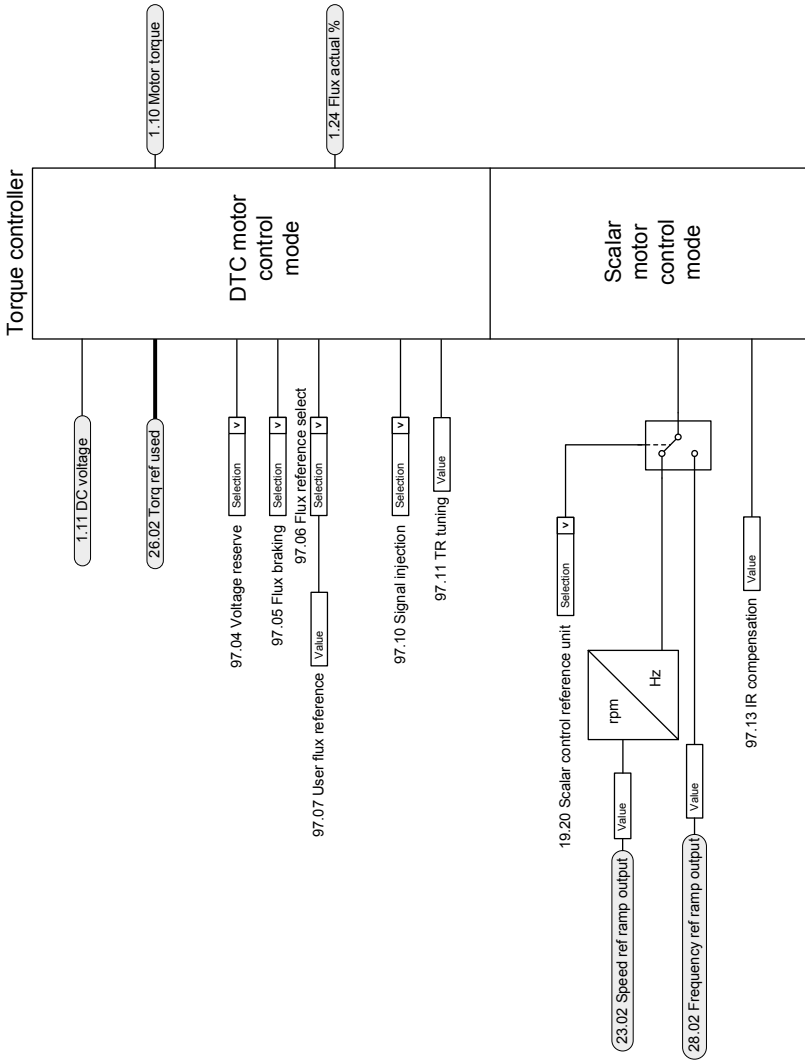 Torque controller
1.11 DC voltage
26.02 Torq ref used
97.04 Voltage reserve
Selection
v
97.05 Flux braking
Selection
v
97.06 Flux reference select
97.07 User flux reference
Value
Selection
v
97.10 Signal injection
Selection
v
97.11 TR tuning
Value
DTC motor
control
mode
1.10 Motor torque
1.24 Flux actual %
19.20 Scalar control reference unit
Selection
v
23.02 Speed ref ramp output
Value
rpm
Hz
28.02 Frequency ref ramp output
Value
97.13 IR compensation
Value
Scalar
motor
control
mode